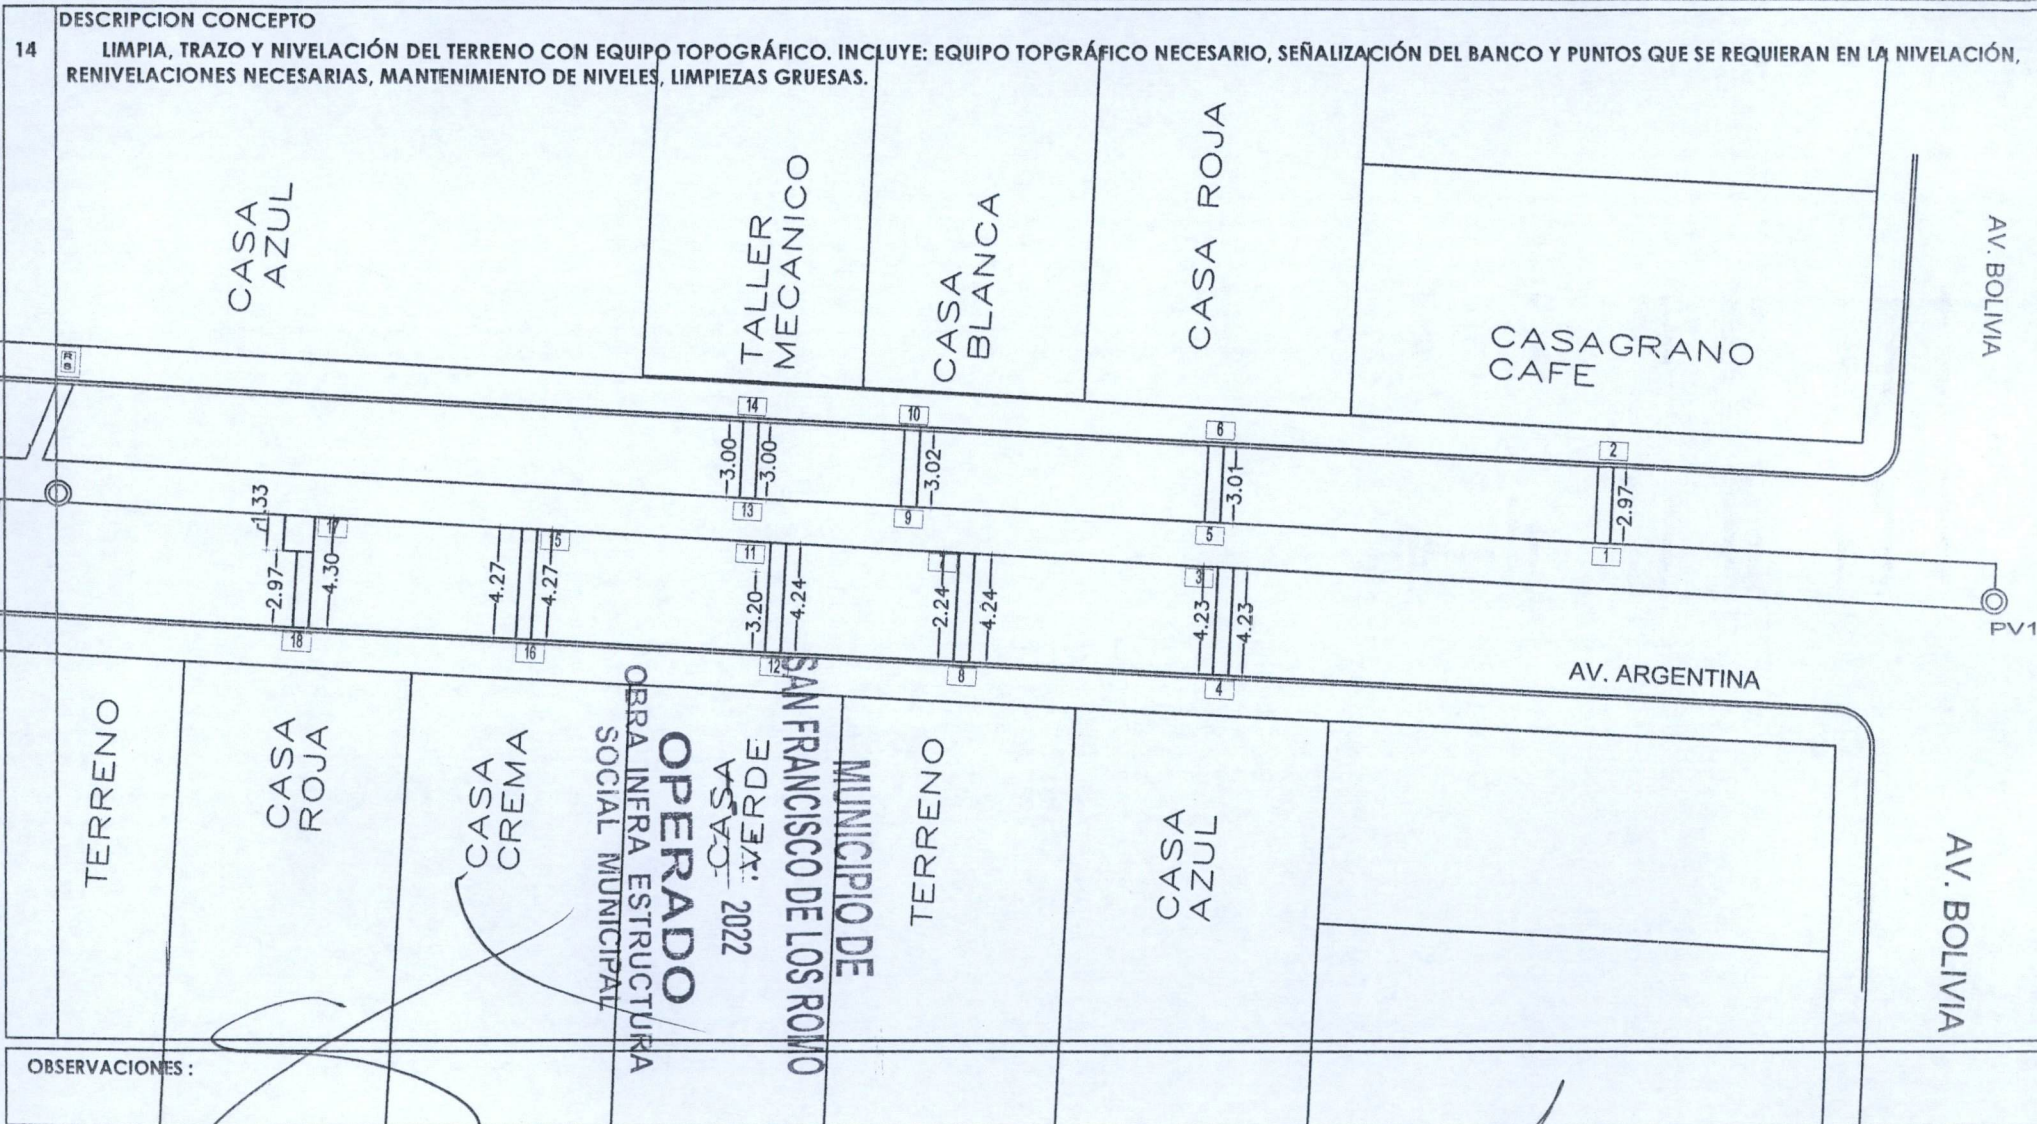 DESCRIPCION CONCEPTO
14 LIMPIA, TRAZO Y NIVELACIÓN DEL TERRENO CON EQUIPO TOPOGRÁFICO. INCLUYE: EQUIPO TOPGRÁFICO NECESARIO, SEÑALIZACIÓN DEL BANCO Y PUNTOS QUE SE REQUIERAN EN LA NIVELACIÓN,
RENIVELACIONES NECESARIAS, MANTENIMIENTO DE NIVELES, LIMPIEZAS GRUESAS.
CASA
AZUL
TALLER
MECANICO
CASA
BLANCA
CASA ROJA
CASAGRANO
CAFE
AV. BOLIVIA
14
10
6
2
3.00
3.00
3.02
3.01
2.97
13
9
5
1
1.33
17
15
11
7
3
2.97
4.30
4.27
4.27
3.20
4.24
2.24
4.24
4.23
4.23
18
16
12
8
4
PV1
AV. ARGENTINA
TERRENO
CASA
ROJA
CASA
CREMA
CASA
VERDE
TERRENO
CASA
AZUL
AV. BOLIVIA
MUNICIPIO DE
SAN FRANCISCO DE LOS ROMO
2022
OPERADO
OBRA INFRA ESTRUCTURA
SOCIAL MUNICIPAL
OBSERVACIONES :